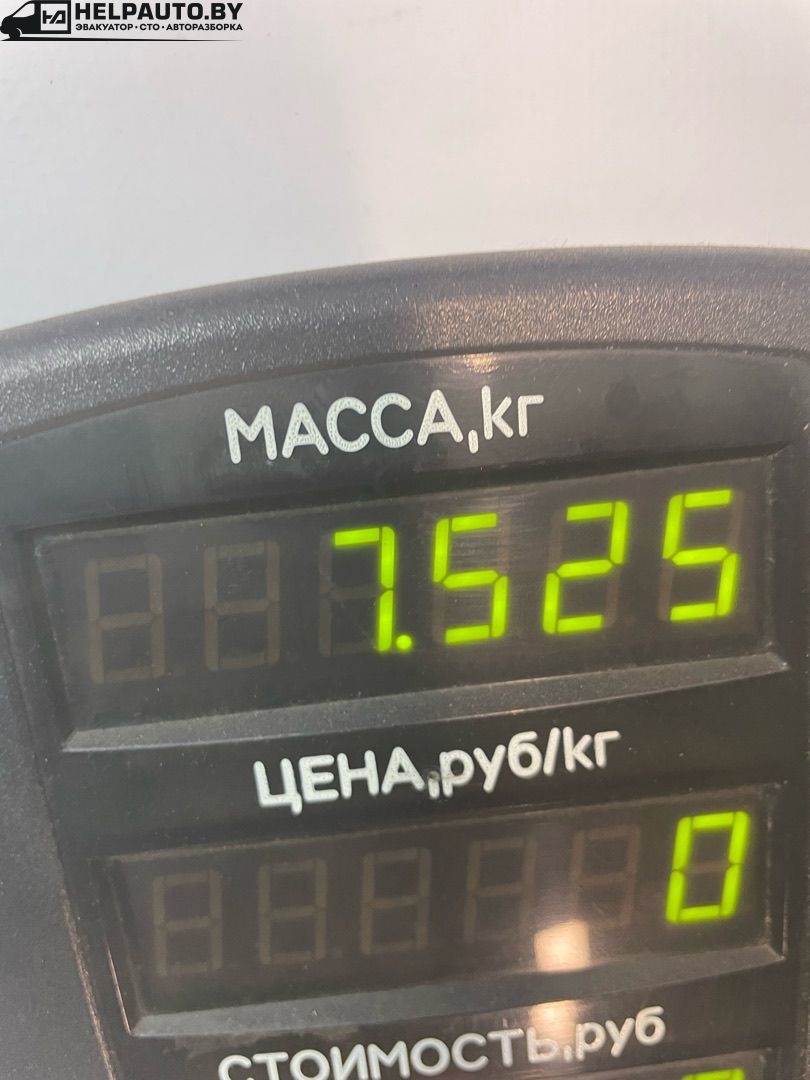 HELPAUTO.BY
ЭВАКУАТОР • СТО • АВТОРАЗБОРКА
МАССА,кг
7.525
ЦЕНА,руб/кг
0
СТОИМОСТЬ,руб